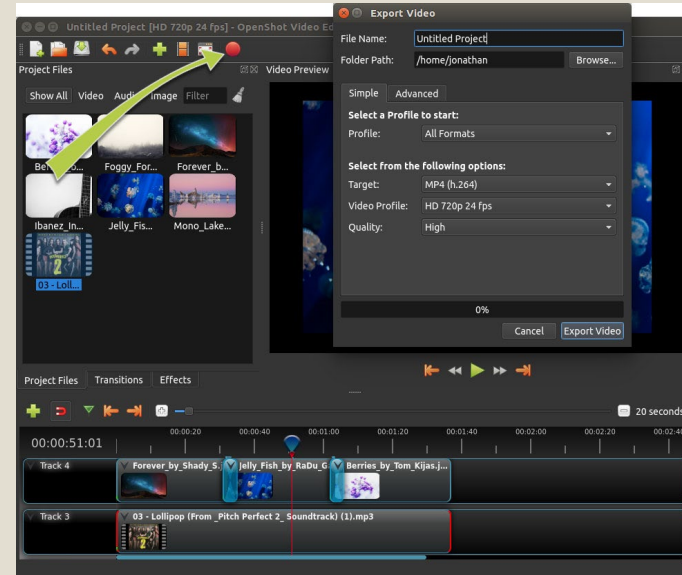 Untitled Project [HD 720p 24 fps] - OpenShot Video Ed
Export Video
File Name: Untitled Project
Folder Path: /home/jonathan Browse...
Simple Advanced
Select a Profile to start:
Profile: All Formats
Select from the following options:
Target: MP4 (h.264)
Video Profile: HD 720p 24 fps
Quality: High
0%
Cancel Export Video
Project Files
Video Preview
Show All Video Audio Image Filter
Foggy_For... Forever_b...
Ibanez_In... Jelly_Fis... Mono_Lake...
03 - Loll...
Project Files Transitions Effects
20 seconds
00:00:51:01
00:00:20 00:00:40 00:01:00 00:01:20 00:01:40 00:02:00 00:02:20 00:02:40
Track 4
Forever_by_Shady_S. Jelly_Fish_by_RaDu_G Berries_by_Tom_Kijas.j...
Track 3
03 - Lollipop (From _Pitch Perfect 2_ Soundtrack) (1).mp3